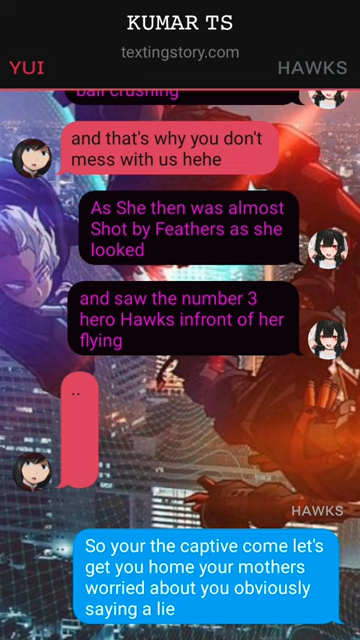 KUMAR TS
textingstory.com
YUI
HAWKS
ball crushing
and that's why you don't
mess with us hehe
As She then was almost
Shot by Feathers as she
looked
and saw the number 3
hero Hawks infront of her
flying
..
HAWKS
So your the captive come let's
get you home your mothers
worried about you obviously
saying a lie